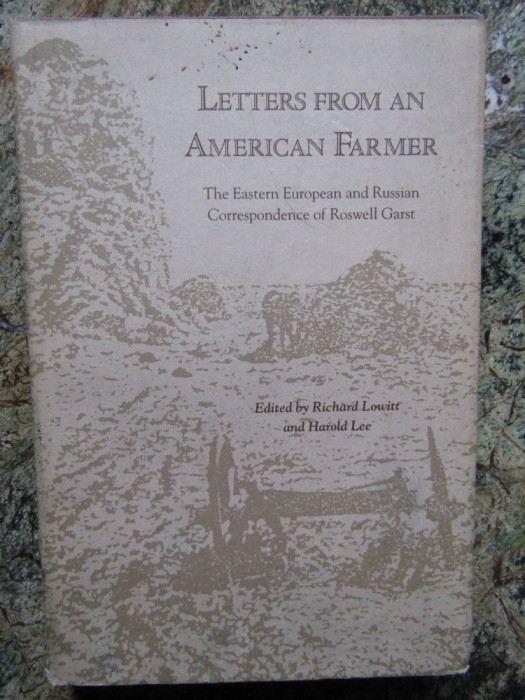 LETTERS FROM AN
AMERICAN FARMER
The Eastern European and Russian
Correspondence of Roswell Garst
Edited by Richard Lowitt
and Harold Lee